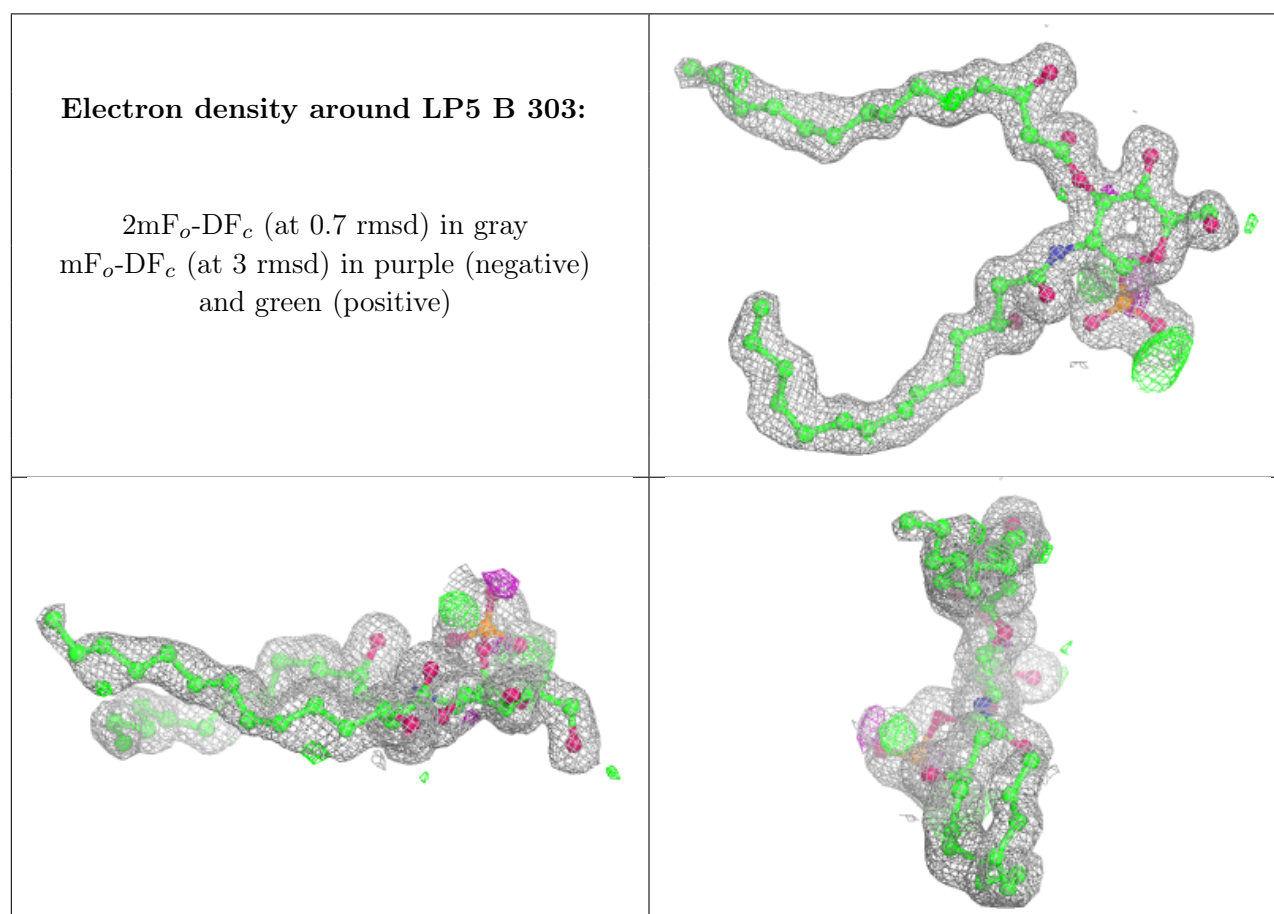 Electron density around LP5 B 303:
2mFo-DFc (at 0.7 rmsd) in gray
mFo-DFc (at 3 rmsd) in purple (negative)
and green (positive)